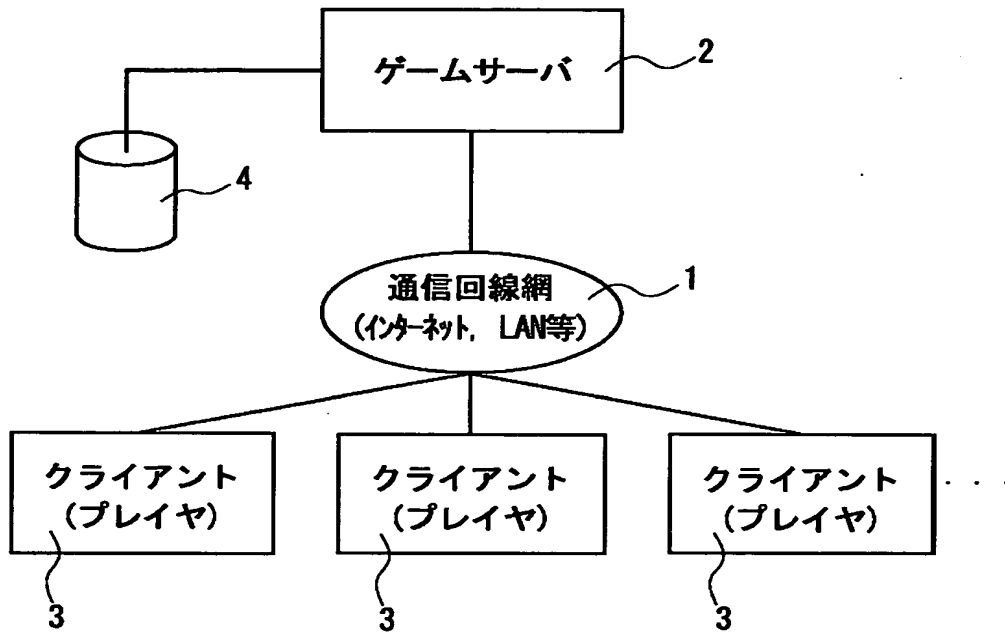 ゲームサーバ
2
4
通信回線網
(インターネット, LAN等)
1
クライアント
(プレイヤ)
クライアント
(プレイヤ)
クライアント
(プレイヤ)
・・・
3
3
3